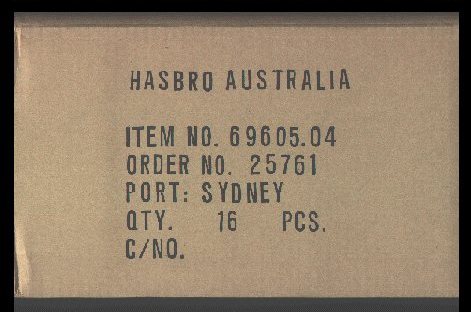 HASBRO AUSTRALIA
ITEM NO. 69605.04
ORDER NO. 25761
PORT: SYDNEY
QTY. 16 PCS.
C/NO.